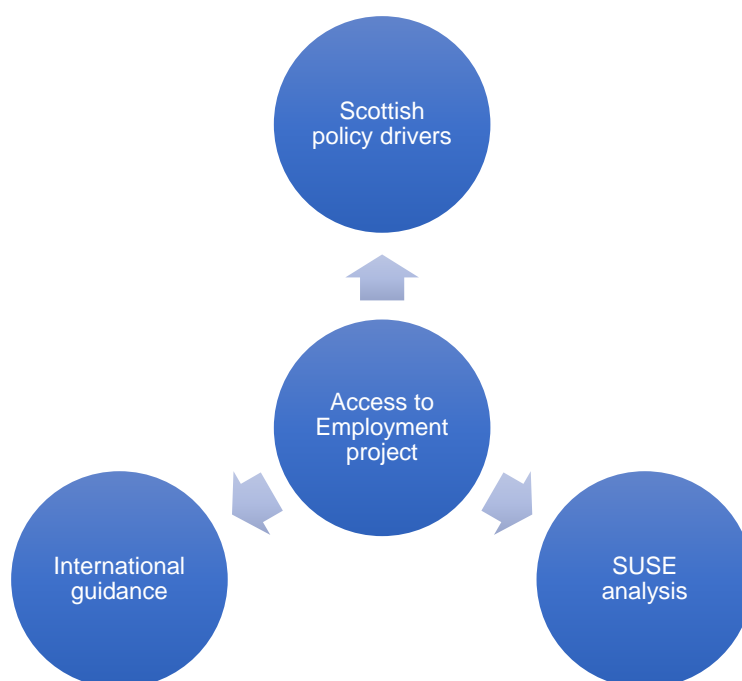 Scottish
policy drivers
Access to
Employment
project
International
guidance
SUSE
analysis